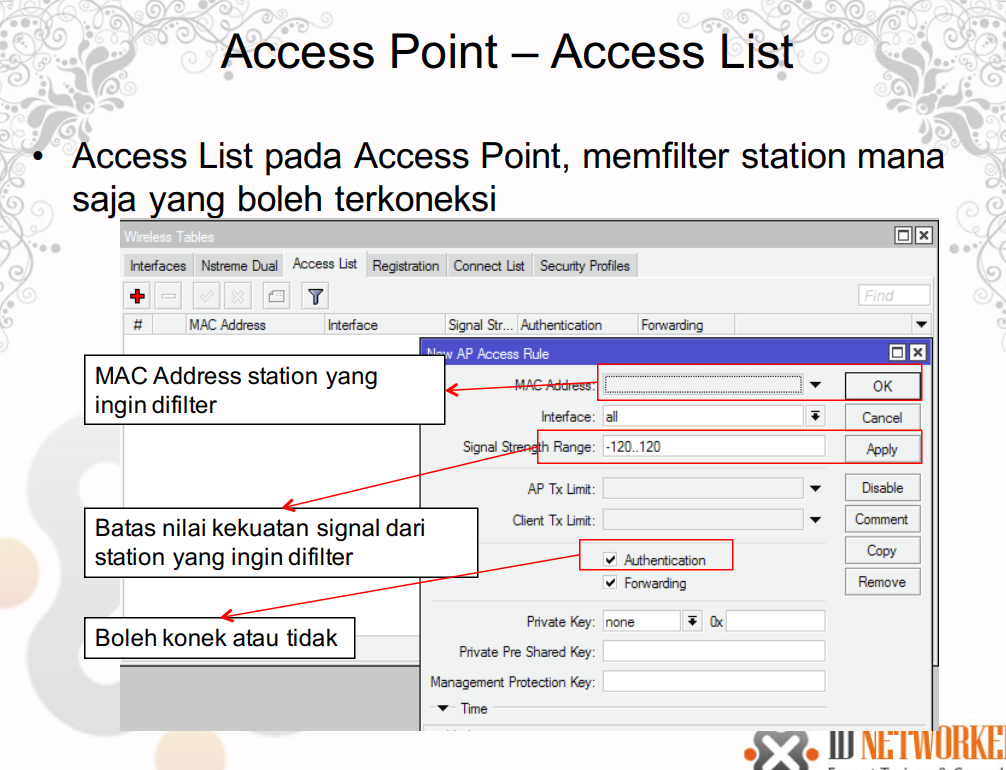 Access Point – Access List
• Access List pada Access Point, memfilter station mana
saja yang boleh terkoneksi
Wireless Tables
Interfaces Nstreme Dual Access List Registration Connect List Security Profiles
Find
# MAC Address Interface Signal Str... Authentication Forwarding
New AP Access Rule
MAC Address station yang
ingin difilter
MAC Address: OK
Interface: all Cancel
Signal Strength Range: -120..120 Apply
AP Tx Limit: Disable
Batas nilai kekuatan signal dari
station yang ingin difilter
Client Tx Limit: Comment
Authentication Copy
Forwarding Remove
Boleh konek atau tidak
Private Key: none 0x
Private Pre Shared Key:
Management Protection Key:
Time
ID NETWORKE